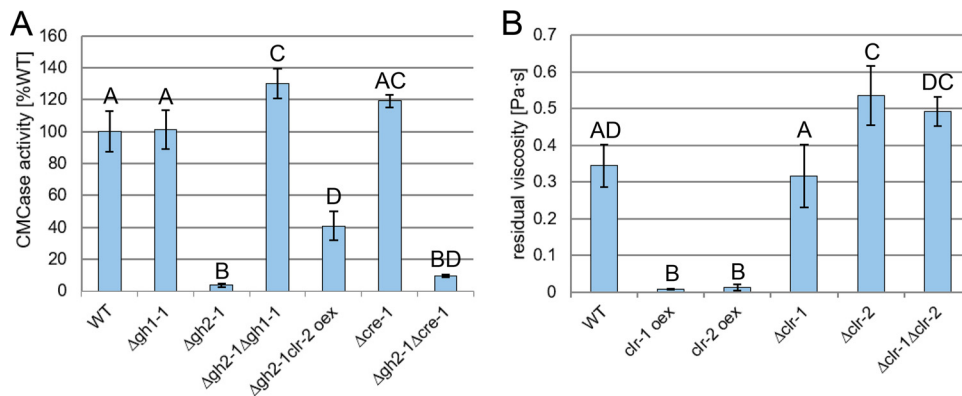 A
CMCase activity [%WT]
160
140
120
100
80
60
40
20
0
A
A
B
C
D
AC
BD
WT
Δgh1-1
Δgh2-1
Δgh2-1Δgh1-1
Δgh2-1clr-2 oex
Δcre-1
Δgh2-1Δcre-1
B
residual viscosity [Pa·s]
0.7
0.6
0.5
0.4
0.3
0.2
0.1
0
AD
B
B
A
C
DC
WT
clr-1 oex
clr-2 oex
Δclr-1
Δclr-2
Δclr-1Δclr-2